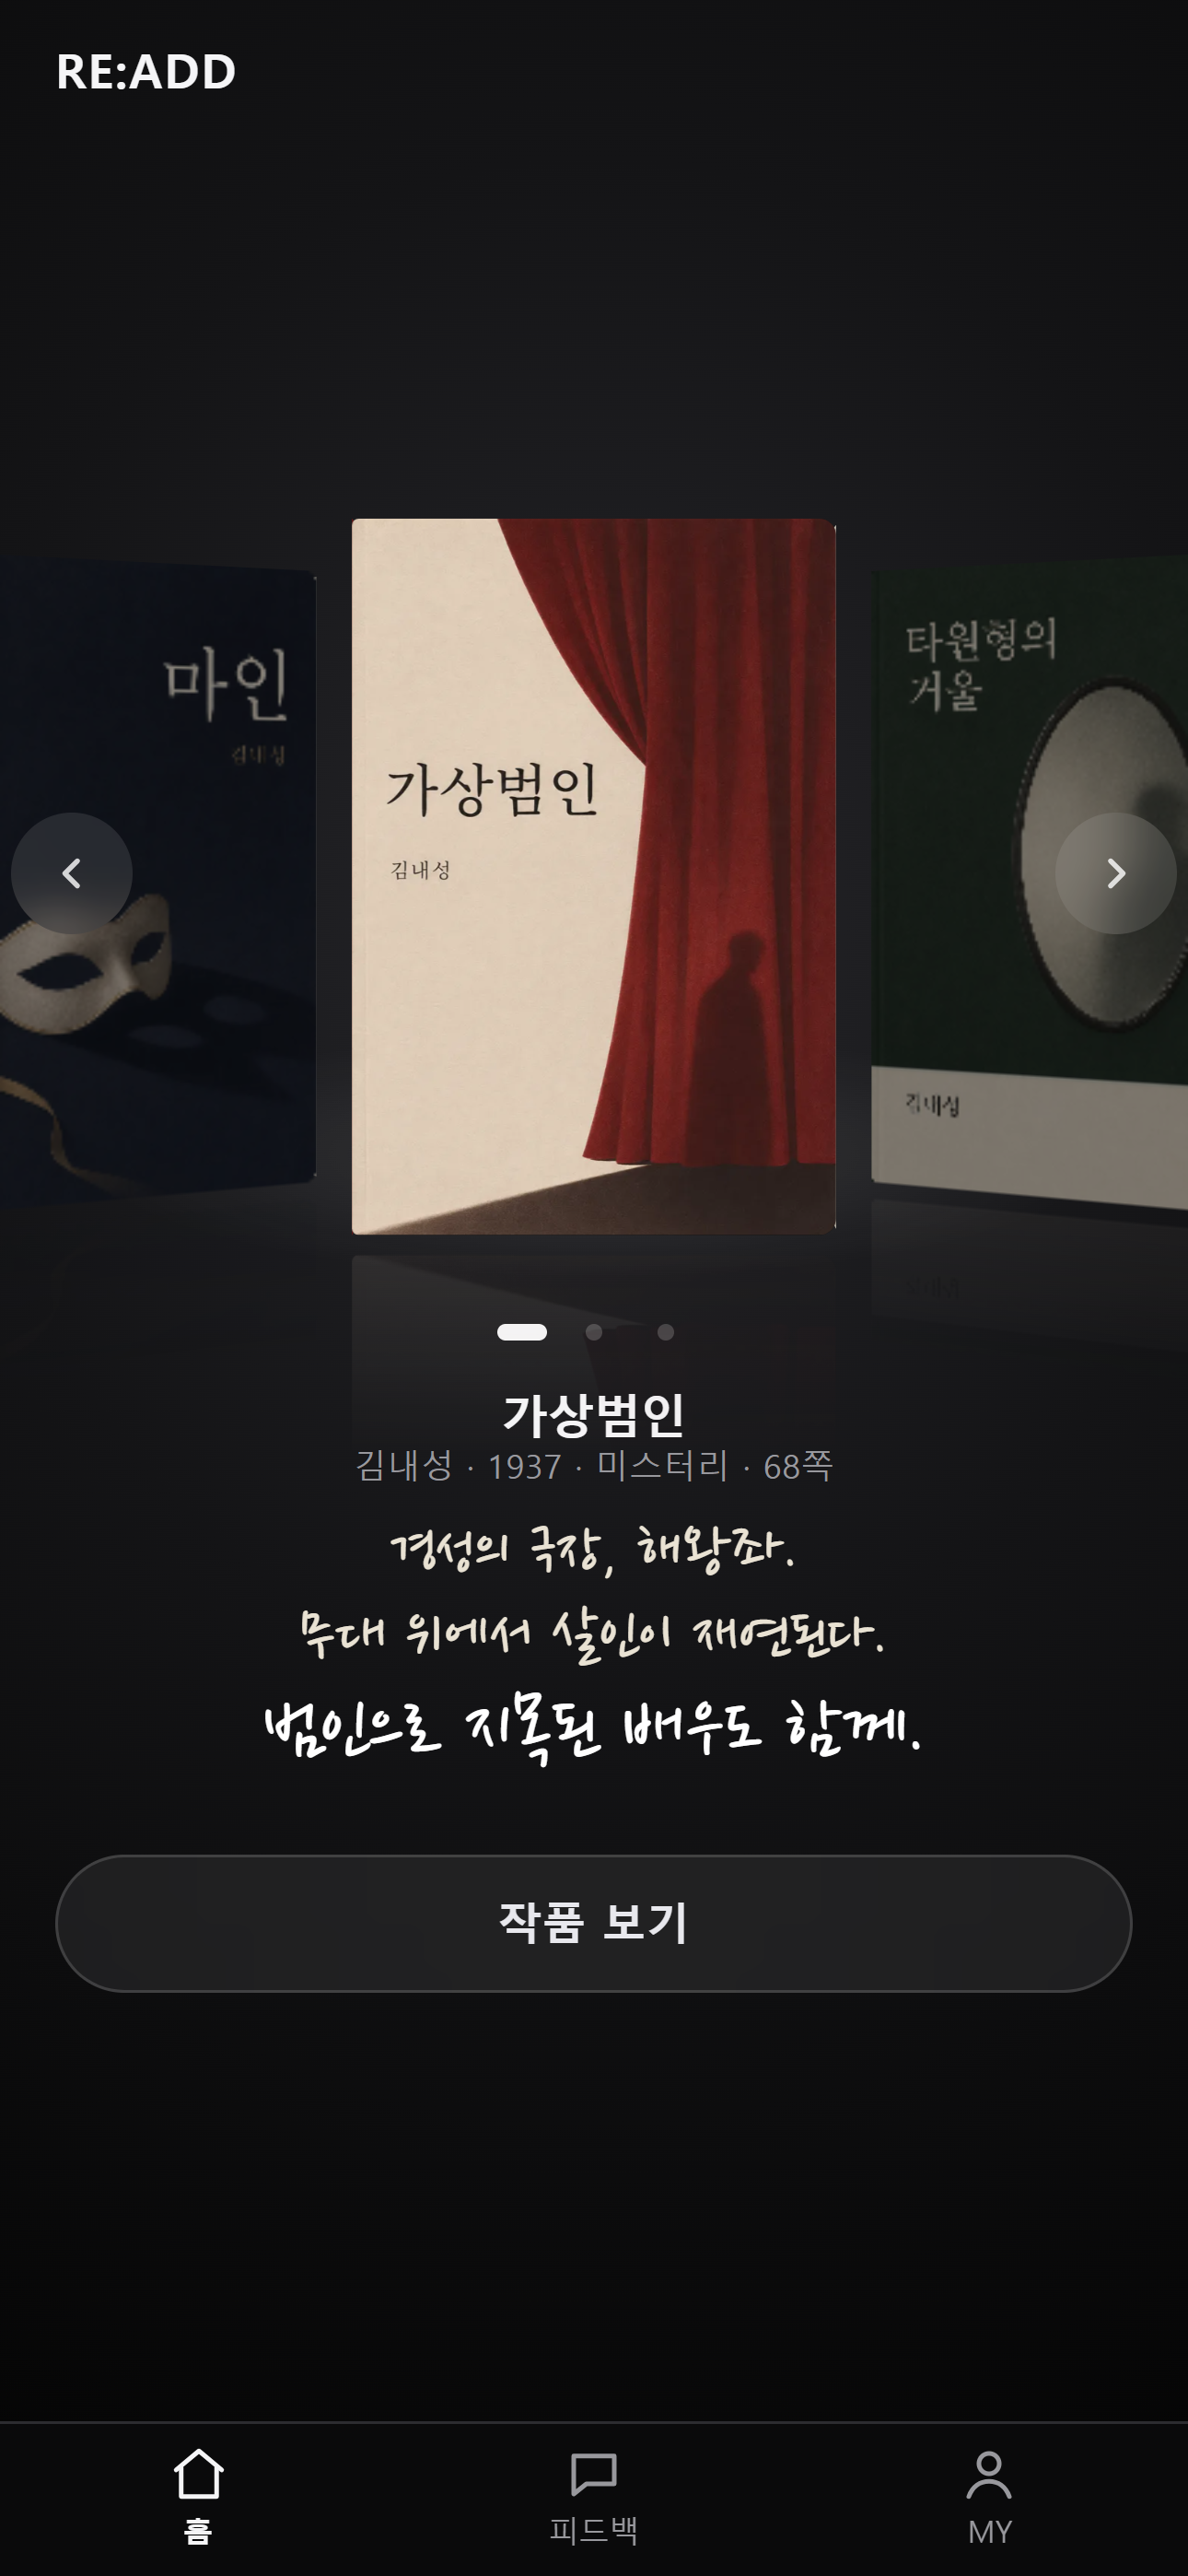 RE:ADD
마인
김내성
가상범인
김내성
타원형의
거울
김내성
가상범인
김내성 · 1937 · 미스터리 · 68쪽
경성의 극장, 해왕좌.
무대 위에서 살인이 재연된다.
범인으로 지목된 배우도 함께.
작품 보기
홈
피드백
MY